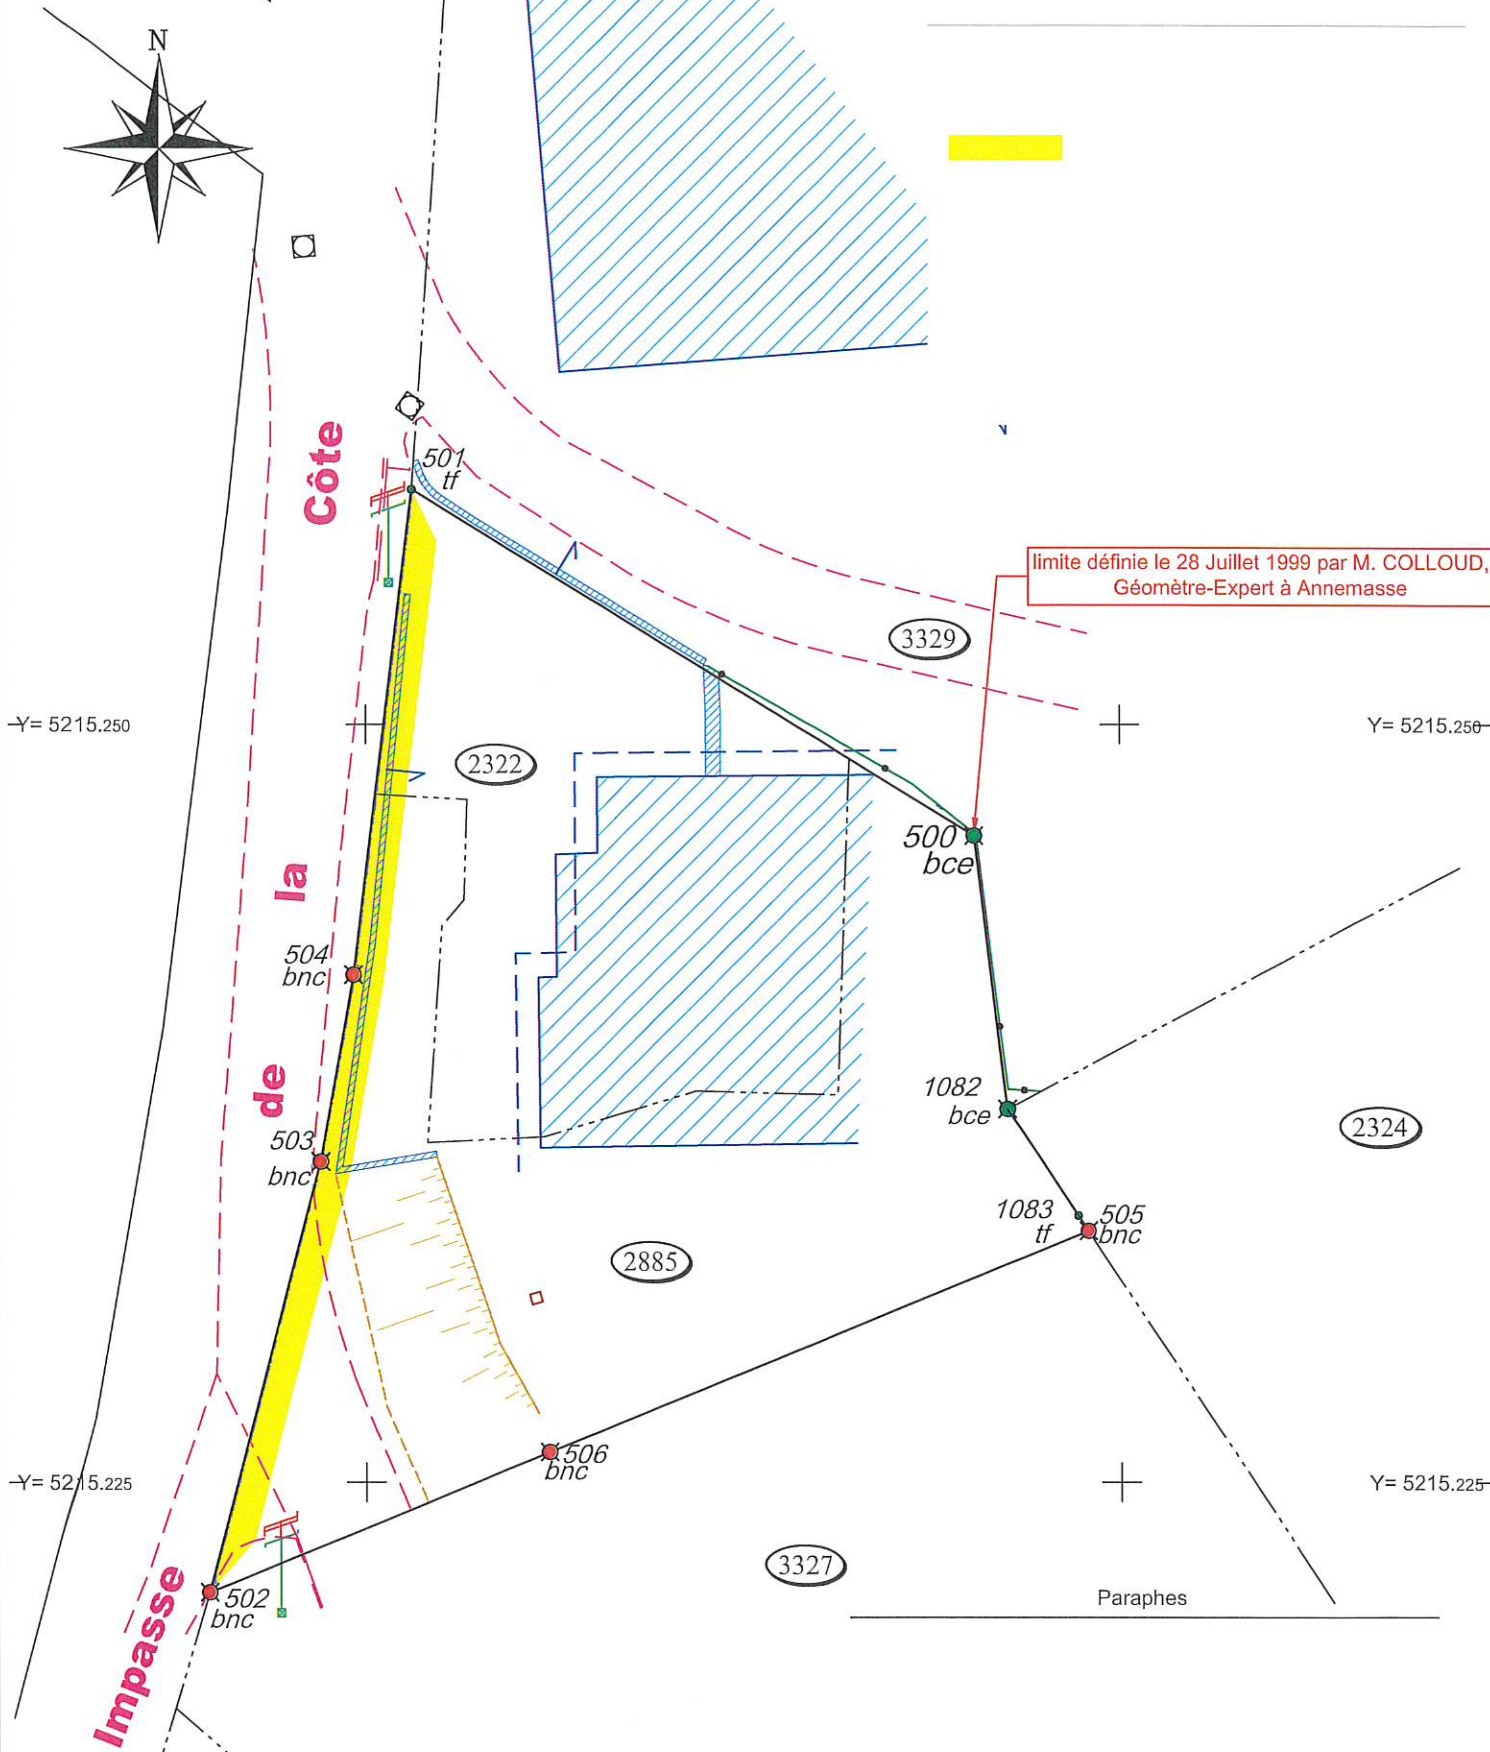 N
Côte
501
tf
limite définie le 28 Juillet 1999 par M. COLLOUD,
Géomètre-Expert à Annemasse
3329
Y= 5215.250
Y= 5215.250
2322
500
bce
la
504
bnc
de
1082
bce
2324
503
bnc
1083
tf
505
bnc
2885
506
bnc
Y= 5215.225
Y= 5215.225
3327
Impasse
502
bnc
Paraphes